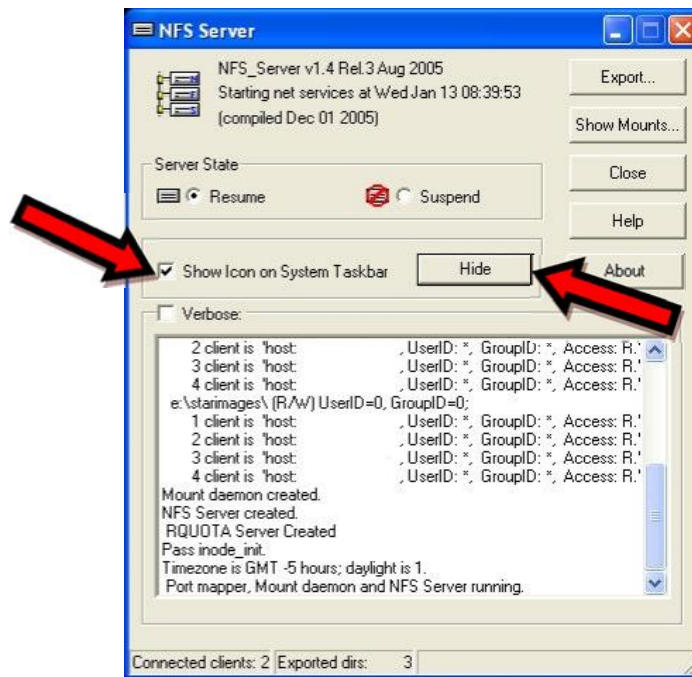 NFS Server
NFS_Server v1.4 Rel.3 Aug 2005
Starting net services at Wed Jan 13 08:39:53
(compiled Dec 01 2005)
Export...
Show Mounts...
Close
Help
About
Server State
Resume
Suspend
Show Icon on System Taskbar
Hide
Verbose:
2 client is 'host: , UserID: *, GroupID: *, Access: R.'
3 client is 'host: , UserID: *, GroupID: *, Access: R.'
4 client is 'host: , UserID: *, GroupID: *, Access: R.'
e:\starimages\ (R/W) UserID=0, GroupID=0;
1 client is 'host: , UserID: *, GroupID: *, Access: R.'
2 client is 'host: , UserID: *, GroupID: *, Access: R.'
3 client is 'host: , UserID: *, GroupID: *, Access: R.'
4 client is 'host: , UserID: *, GroupID: *, Access: R.'
Mount daemon created.
NFS Server created.
RQUOTA Server Created
Pass inode_init.
Timezone is GMT -5 hours; daylight is 1.
Port mapper, Mount daemon and NFS Server running.
Connected clients: 2 Exported dirs: 3